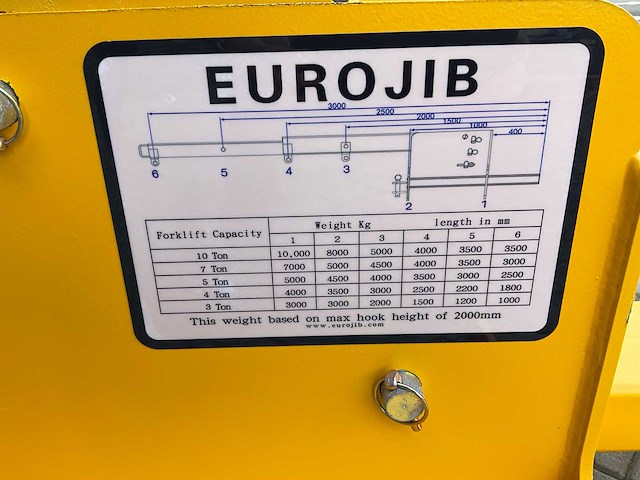 EUROJIB
3000
2500
2000
1500
1000
400
6 5 4 3
2 1
Forklift Capacity Weight Kg length in mm
1 2 3 4 5 6
10 Ton 10,000 8000 5000 4000 3500 3500
7 Ton 7000 5000 4500 4000 3500 3000
5 Ton 5000 4500 4000 3500 3000 2500
4 Ton 4000 3500 3000 2500 2200 1800
3 Ton 3000 3000 2000 1500 1200 1000
This weight based on max hook height of 2000mm
www.eurojib.com